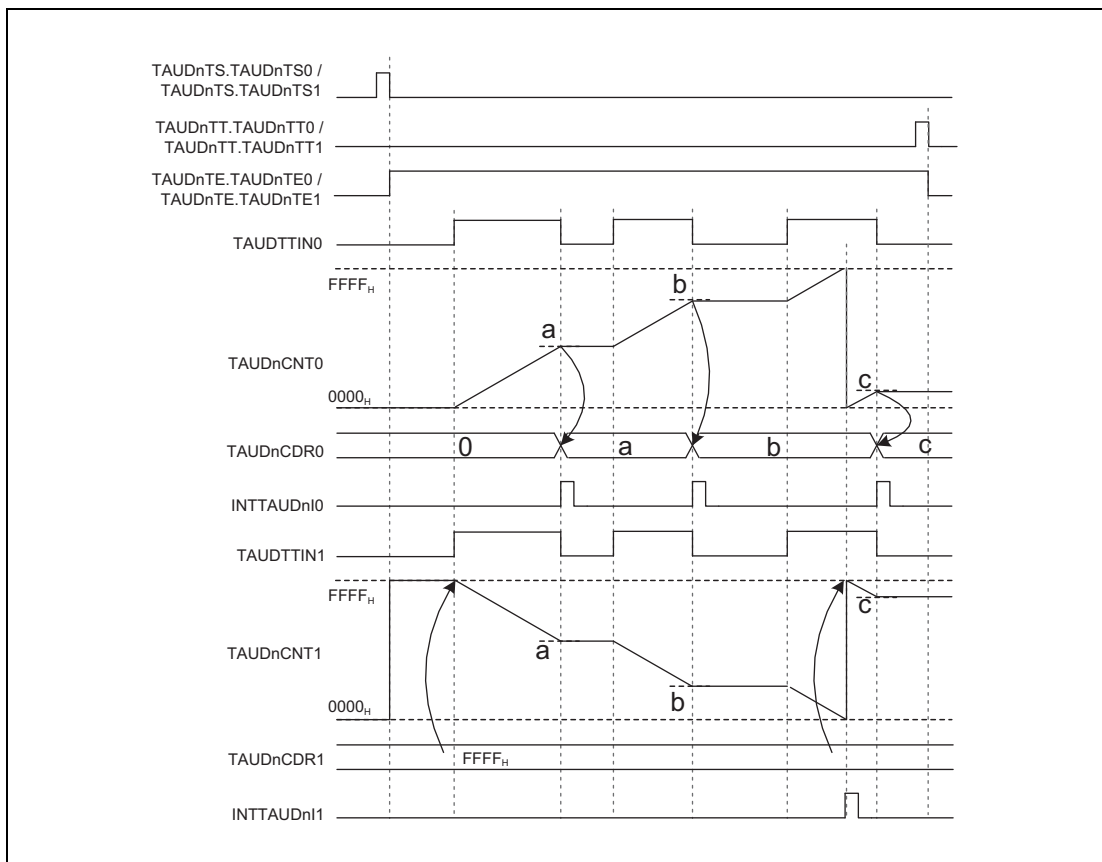 TAUDnTS.TAUDnTS0 /
TAUDnTS.TAUDnTS1
TAUDnTT.TAUDnTT0 /
TAUDnTT.TAUDnTT1
TAUDnTE.TAUDnTE0 /
TAUDnTE.TAUDnTE1
TAUDTTIN0
FFFFH
b
a
TAUDnCNT0
c
0000H
TAUDnCDR0
0
a
b
c
INTTAUDnI0
TAUDTTIN1
FFFFH
c
TAUDnCNT1
a
b
0000H
TAUDnCDR1
FFFFH
INTTAUDnI1